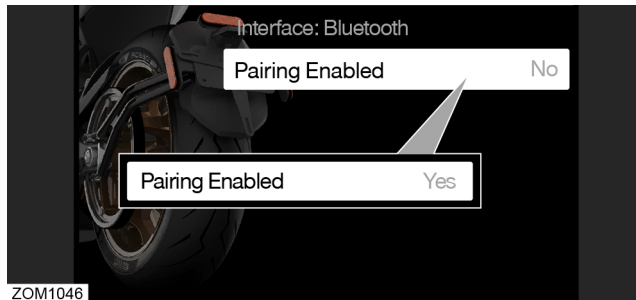 Interface: Bluetooth
Pairing Enabled No
Pairing Enabled Yes
ZOM1046